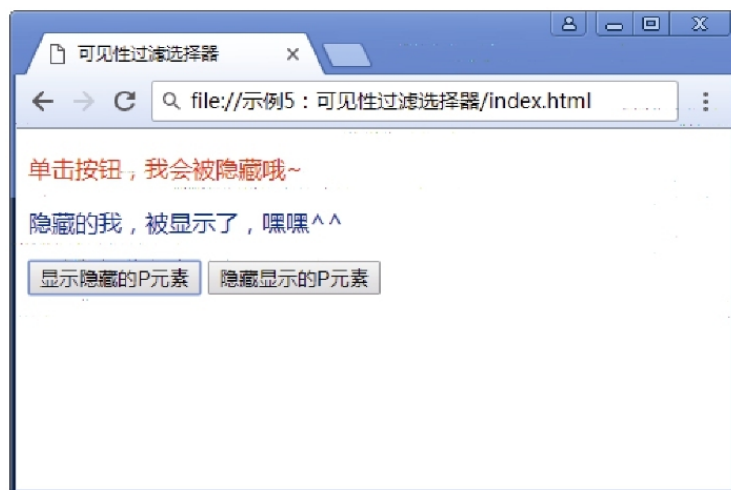 可见性过滤选择器
file://示例5：可见性过滤选择器/index.html
单击按钮，我会被隐藏哦~
隐藏的我，被显示了，嘿嘿^^
显示隐藏的P元素 隐藏显示的P元素